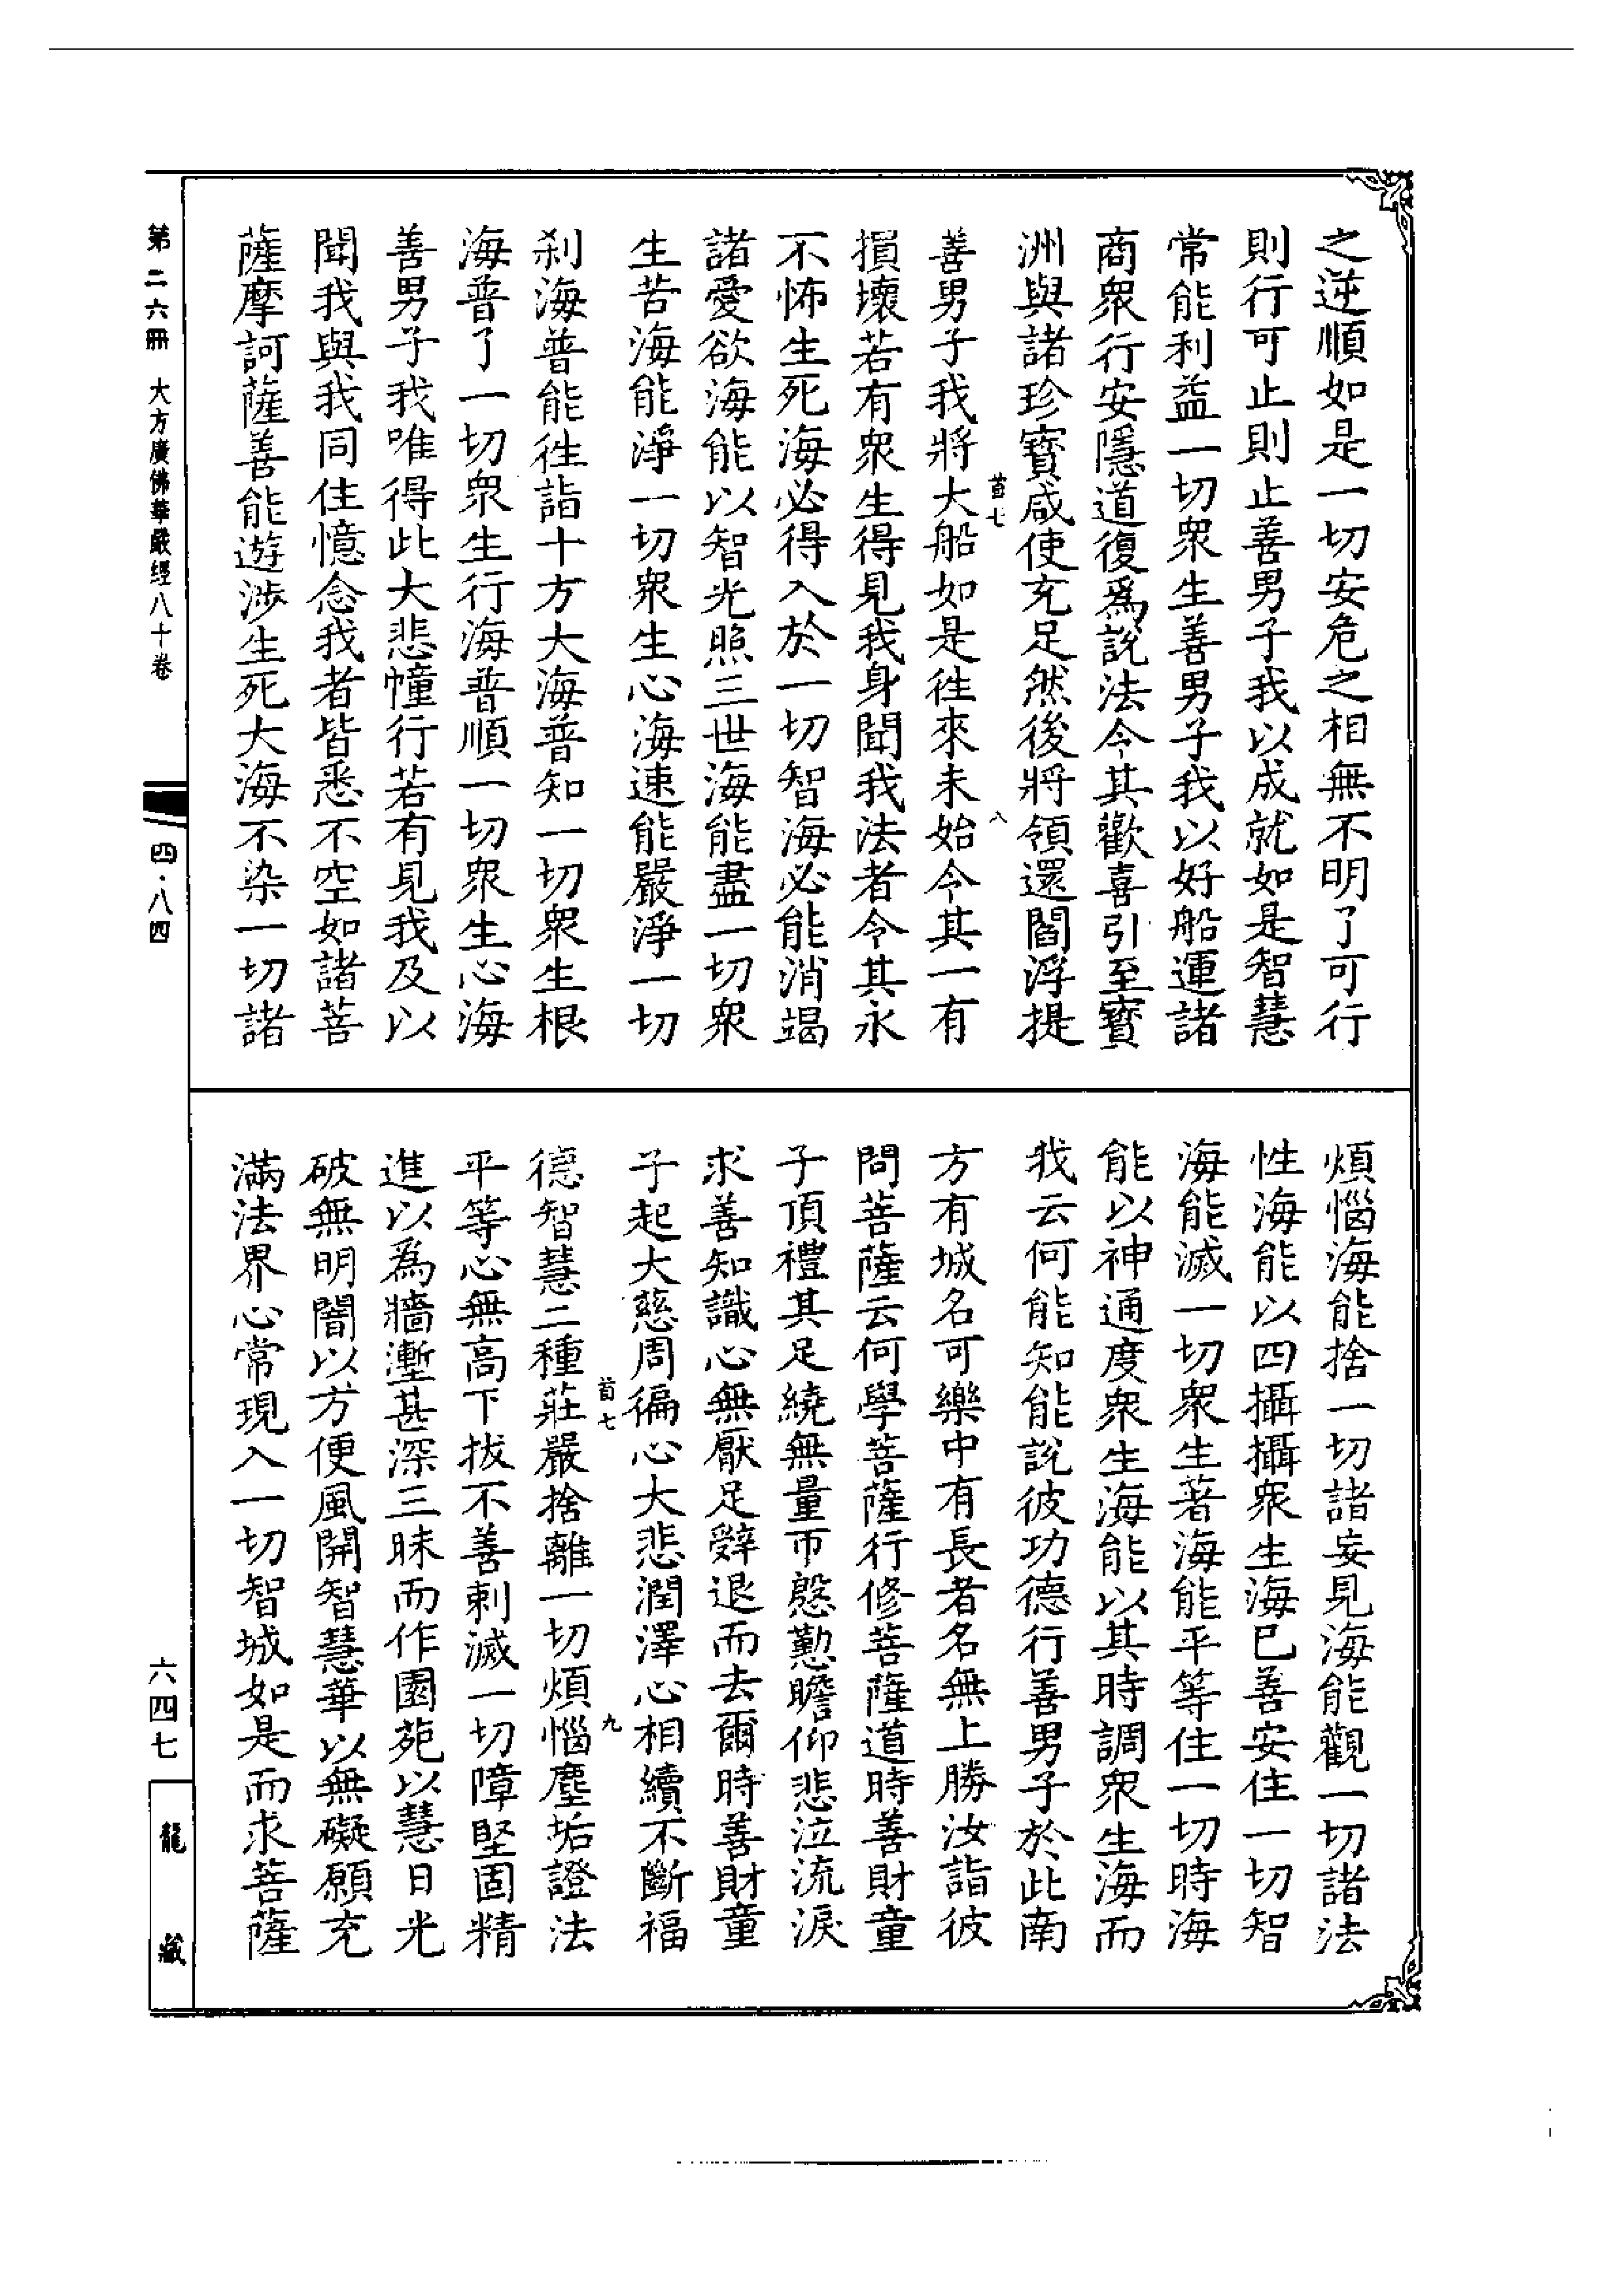 之逆順如是一切安危之相無不明了可行
則行可止則止善男子我以成就如是智慧
常能利益一切衆生善男子我以好船運諸
商衆行安隱道復爲說法令其歡喜引至寶
洲與諸珍寶咸使充足然後將領還閻浮提
首七
八
善男子我將大船如是徃來未始令其一有
損壞若有衆生得見我身聞我法者令其永
不怖生死海必得入於一切智海必能消竭
諸愛欲海能以智光照三世海能盡一切衆
生苦海能淨一切衆生心海速能嚴淨一切
刹海普能徃詣十方大海普知一切衆生根
海普了一切衆生行海普順一切衆生心海
善男子我唯得此大悲幢行若有見我及以
聞我與我同住憶念我者皆悉不空如諸菩
薩摩訶薩善能遊涉生死大海不染一切諸
煩惱海能捨一切諸妄見海能觀一切諸法
性海能以四攝攝衆生海已善安住一切智
海能滅一切衆生著海能平等住一切時海
能以神通度衆生海能以其時調衆生海而
我云何能知能說彼功德行善男子於此南
方有城名可樂中有長者名無上勝汝詣彼
問菩薩云何學菩薩行修菩薩道時善財童
子頂禮其足繞無量帀慇懃瞻仰悲泣流淚
求善知識心無厭足辭退而去爾時善財童
子起大慈周徧心大悲潤澤心相續不斷福
首七
九
德智慧二種莊嚴捨離一切煩惱塵垢證法
平等心無高下拔不善刺滅一切障堅固精
進以爲牆壍甚深三昧而作園苑以慧日光
破無明闇以方便風開智慧華以無礙願充
滿法界心常現入一切智城如是而求菩薩
第二六冊 大方廣佛華嚴經八十卷
四·八四
六四七
龍藏